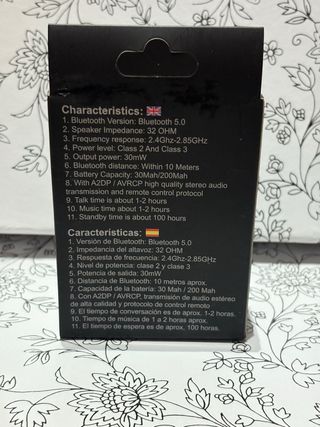 Characteristics:
1. Bluetooth Version: Bluetooth 5.0
2. Speaker Impedance: 32 OHM
3. Frequency response: 2.4Ghz-2.85GHz
4. Power level: Class 2 And Class 3
5. Output power: 30mW
6. Bluetooth distance: Within 10 Meters
7. Battery Capacity: 30Mah/200Mah
8. With A2DP / AVRCP high quality stereo audio
transmission and remote control protocol
9. Talk time is about 1-2 hours
10. Music time about 1-2 hours
11. Standby time is about 100 hours
Características:
1. Versión de Bluetooth: Bluetooth 5.0
2. Impedancia del altavoz: 32 OHM
3. Respuesta de frecuencia: 2.4Ghz-2.85GHz
4. Nivel de potencia: clase 2 y clase 3
5. Potencia de salida: 30mW
6. Distancia de Bluetooth: 10 metros aprox.
7. Capacidad de la batería: 30 Mah / 200 Mah
8. Con A2DP / AVRCP, transmisión de audio estéreo
de alta calidad y protocolo de control remoto
9. El tiempo de conversación es de aprox. 1-2 horas.
10. Tiempo de música de 1 a 2 horas aprox.
11. El tiempo de espera es de aprox. 100 horas.